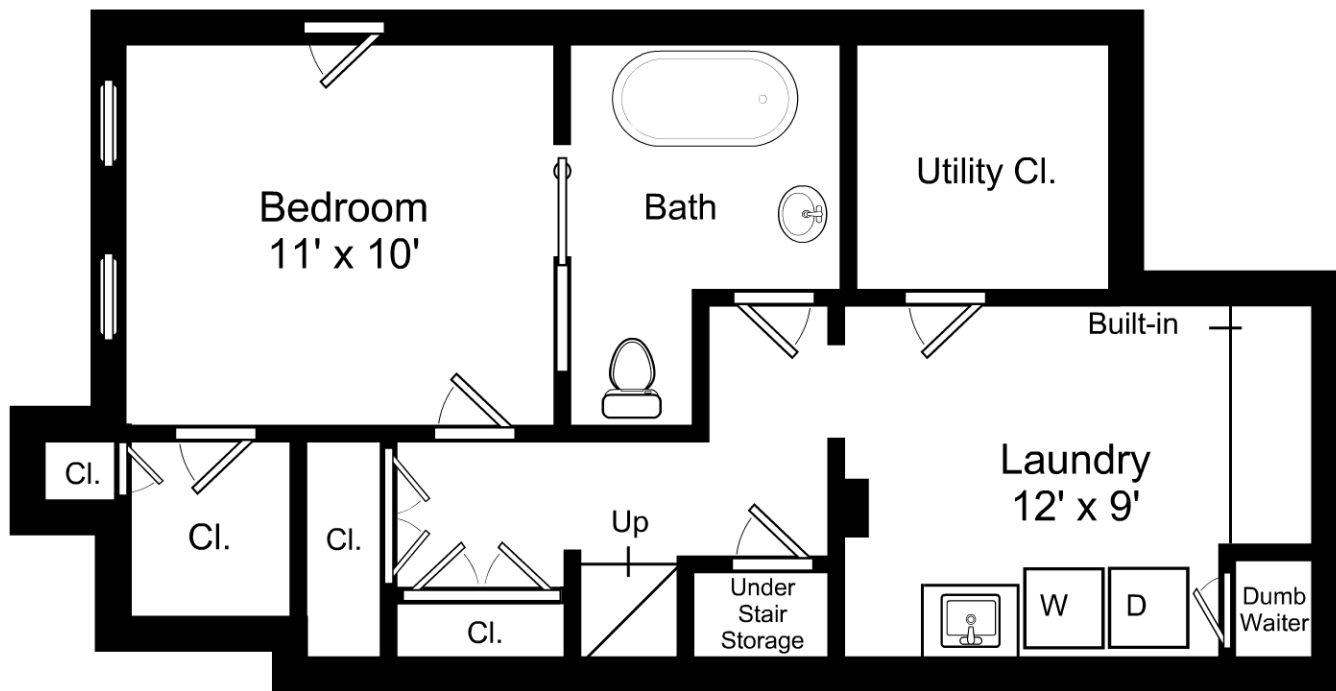 Bedroom
11' x 10'
Bath
Utility Cl.
Built-in
Cl.
Cl.
Cl.
Up
Laundry
12' x 9'
Under
Stair
Storage
Cl.
W
D
Dumb
Waiter